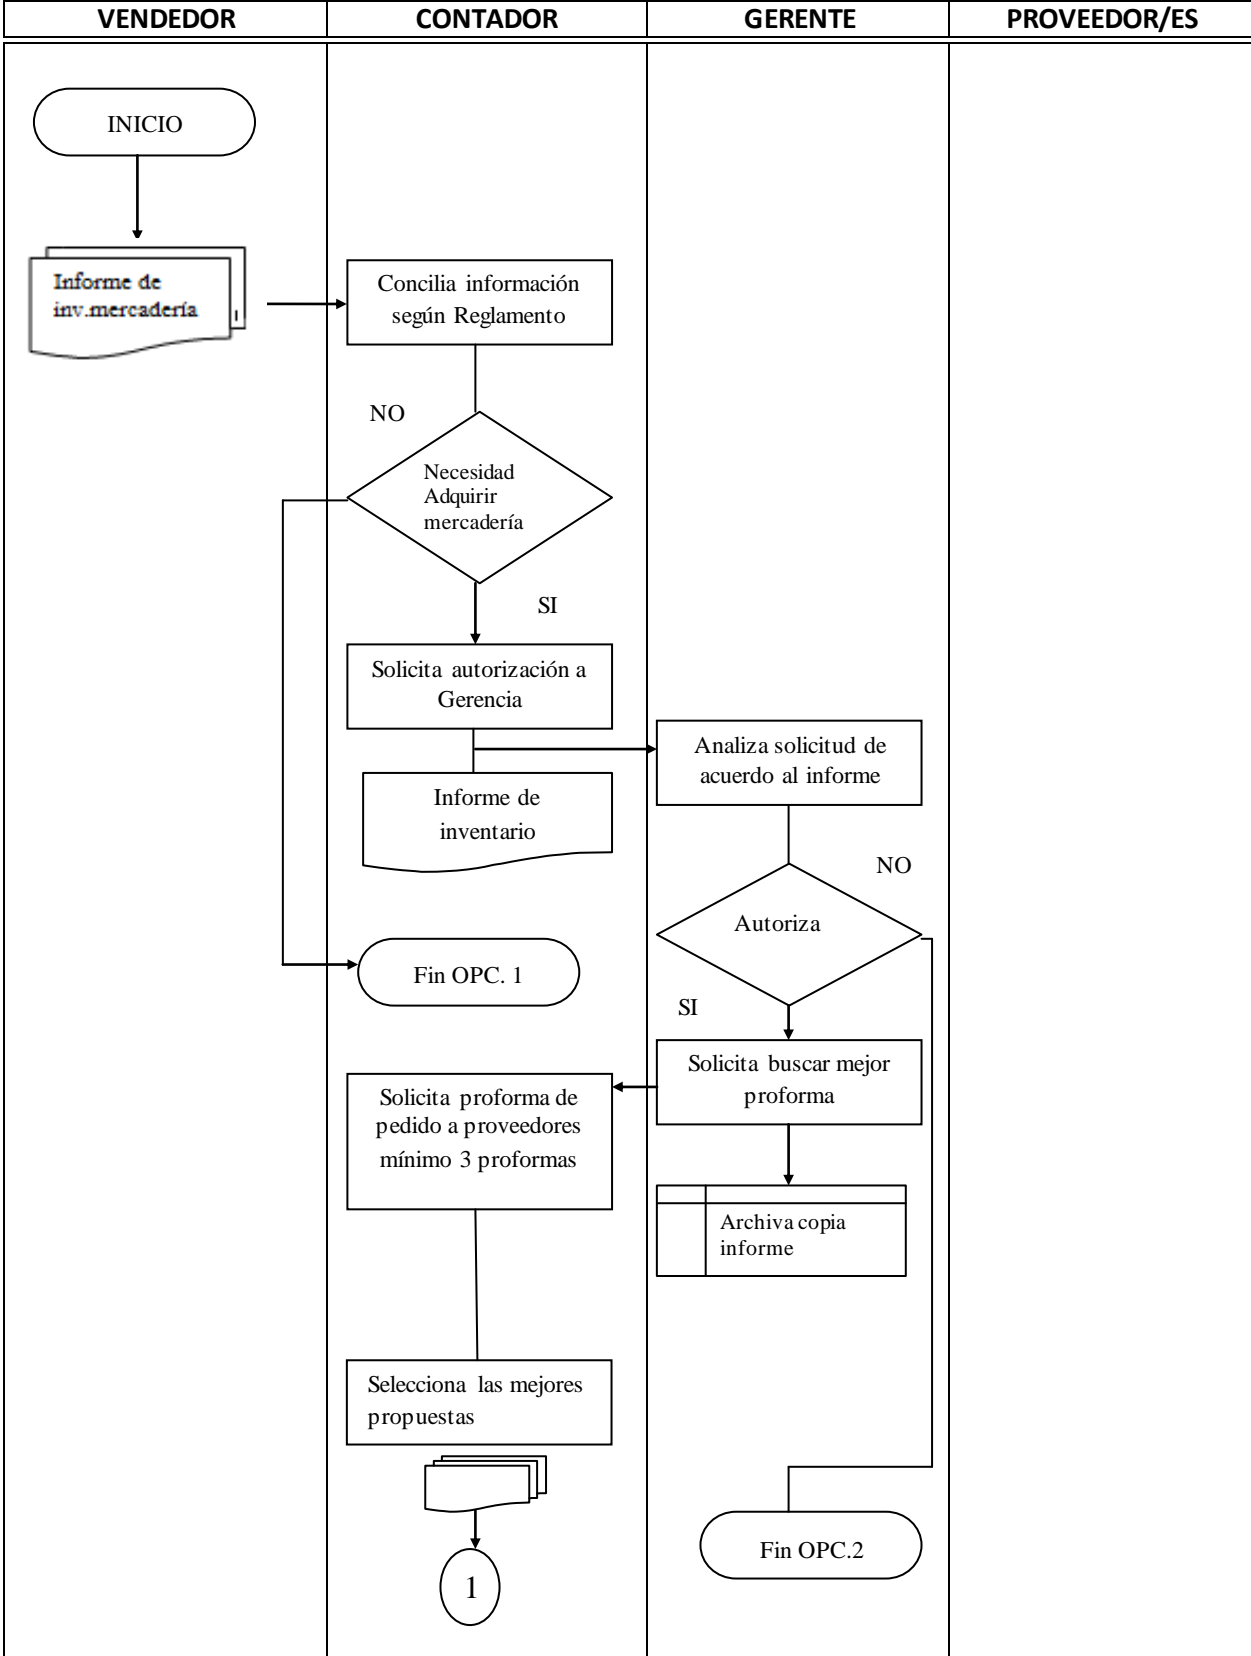 VENDEDOR CONTADOR GERENTE PROVEEDOR/ES
INICIO
Informe de
inv.mercadería
Concilia información
según Reglamento
NO
Necesidad
Adquirir
mercadería
SI
Solicita autorización a
Gerencia
Analiza solicitud de
acuerdo al informe
Informe de
inventario
NO
Autoriza
Fin OPC. 1
SI
Solicita buscar mejor
proforma
Solicita proforma de
pedido a proveedores
mínimo 3 proformas
Archiva copia
informe
Selecciona las mejores
propuestas
Fin OPC.2
1